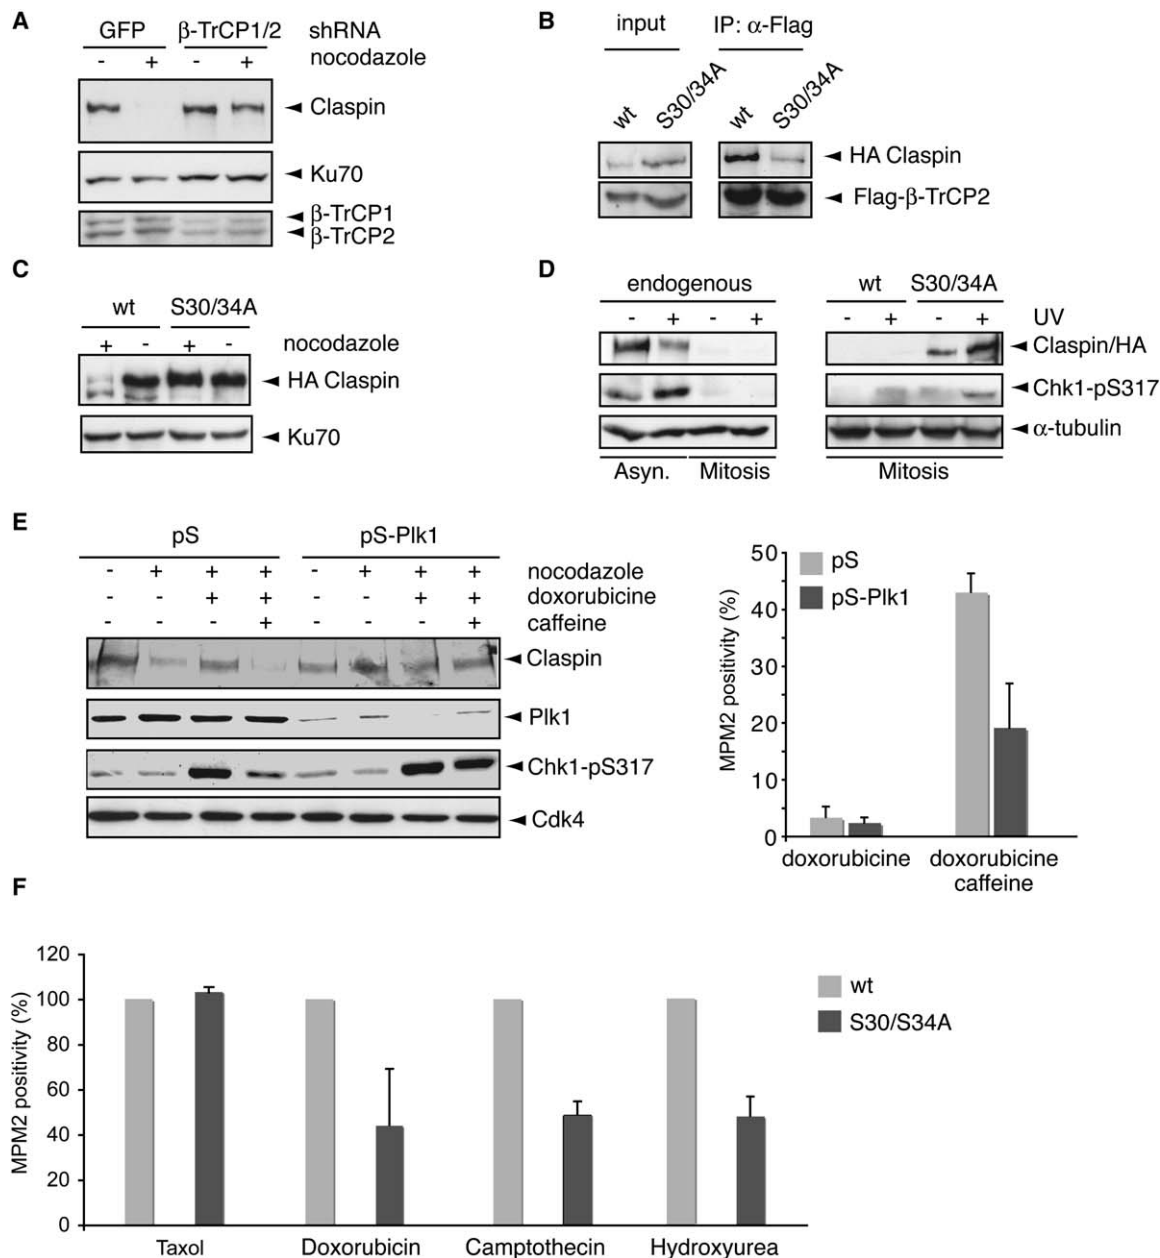 A
GFP β-TrCP1/2 shRNA
- + - + nocodazole
Claspin
Ku70
β-TrCP1
β-TrCP2
B
input IP: α-Flag
wt S30/34A wt S30/34A
HA Claspin
Flag-β-TrCP2
C
wt S30/34A
+ - + - nocodazole
HA Claspin
Ku70
D
endogenous wt S30/34A
- + - + - + - + UV
Claspin/HA
Chk1-pS317
α-tubulin
Asyn. Mitosis Mitosis
E
pS pS-Plk1
- + + + - + + + nocodazole
- - + + - - + + doxorubicine
- - - + - - - + caffeine
Claspin
Plk1
Chk1-pS317
Cdk4
MPM2 positivity (%)
50
40
30
20
10
0
pS
pS-Plk1
doxorubicine doxorubicine
caffeine
F
MPM2 positivity (%)
120
100
80
60
40
20
0
wt
S30/S34A
Taxol Doxorubicin Camptothecin Hydroxyurea